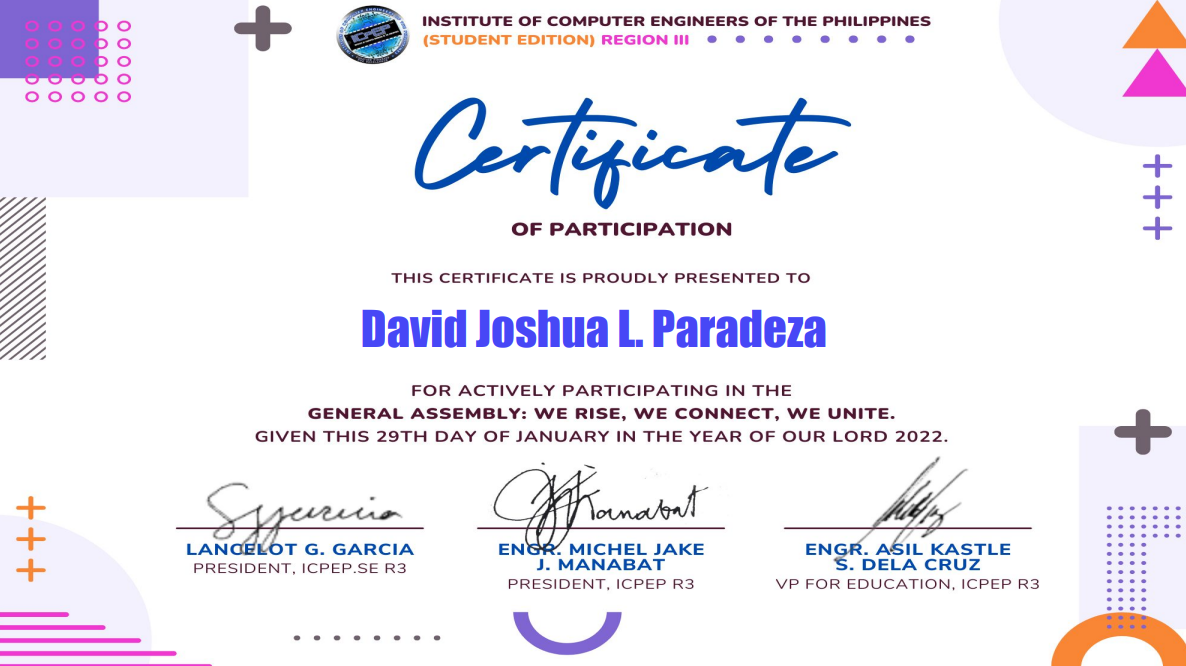 INSTITUTE OF COMPUTER ENGINEERS OF THE PHILIPPINES
(STUDENT EDITION) REGION III
Certificate
OF PARTICIPATION
THIS CERTIFICATE IS PROUDLY PRESENTED TO
David Joshua L. Paradeza
FOR ACTIVELY PARTICIPATING IN THE
GENERAL ASSEMBLY: WE RISE, WE CONNECT, WE UNITE.
GIVEN THIS 29TH DAY OF JANUARY IN THE YEAR OF OUR LORD 2022.
LANCELOT G. GARCIA
PRESIDENT, ICPEP.SE R3
ENGR. MICHEL JAKE
J. MANABAT
PRESIDENT, ICPEP R3
ENGR. ASIL KASTLE
S. DELA CRUZ
VP FOR EDUCATION, ICPEP R3